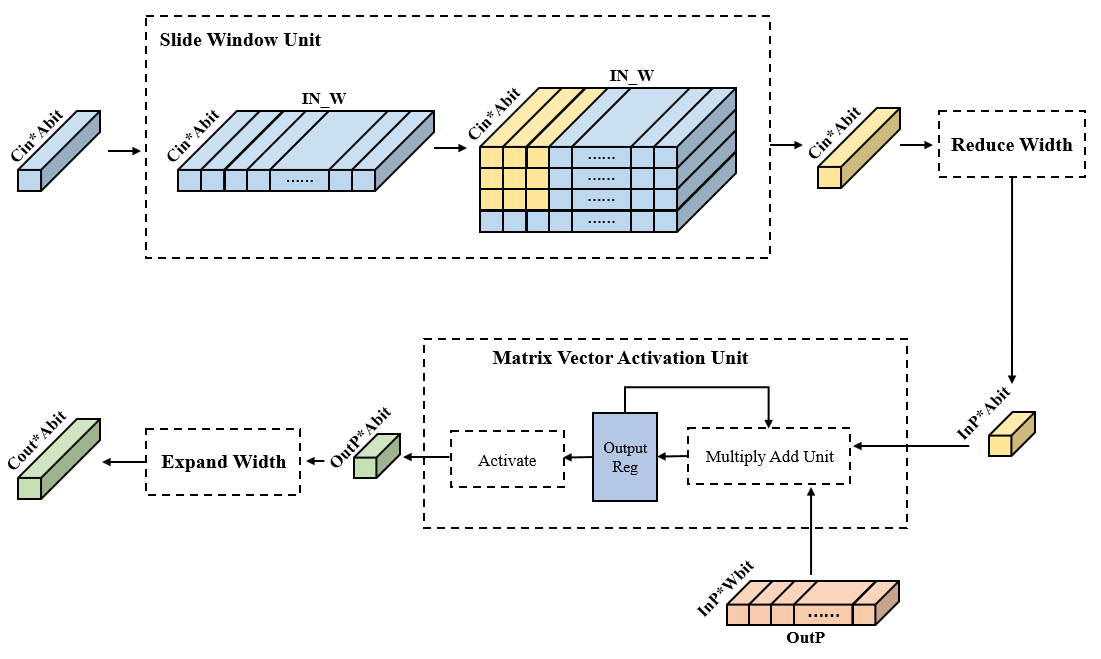 Slide Window Unit
Cin*Abit
Cin*Abit
IN_W
Cin*Abit
IN_W
......
......
......
......
......
Cin*Abit
Reduce Width
Matrix Vector Activation Unit
InP*Abit
Multiply Add Unit
Output
Reg
Activate
OutP*Abit
Expand Width
Cout*Abit
InP*Wbit
......
OutP